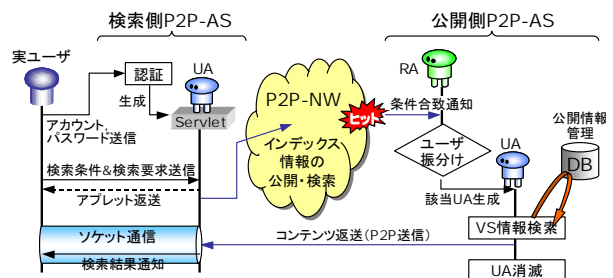 検索側P2P-AS
公開側P2P-AS
実ユーザ
認証
UA
生成
Servlet
アカウント、
パスワード送信
検索条件&検索要求送信
アプレット返送
ソケット通信
検索結果通知
P2P-NW
インデックス
情報の
公開・検索
ヒット
RA
条件合致通知
ユーザ
振分け
UA
該当UA生成
公開情報
管理
DB
VS情報検索
コンテンツ返送(P2P送信)
UA消滅